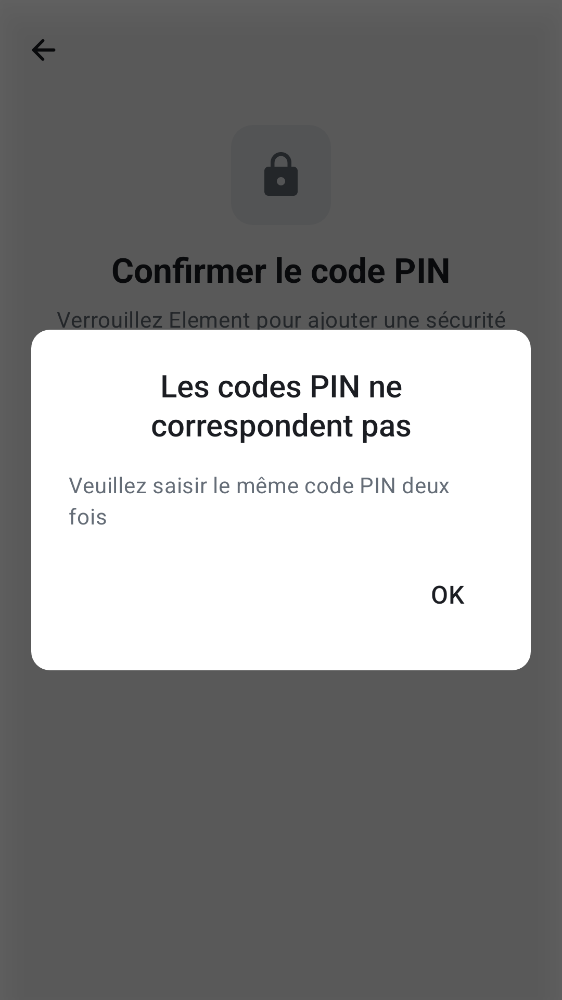 Confirmer le code PIN
Verrouillez Element pour ajouter une sécurité
Les codes PIN ne
correspondent pas
Veuillez saisir le même code PIN deux
fois
OK